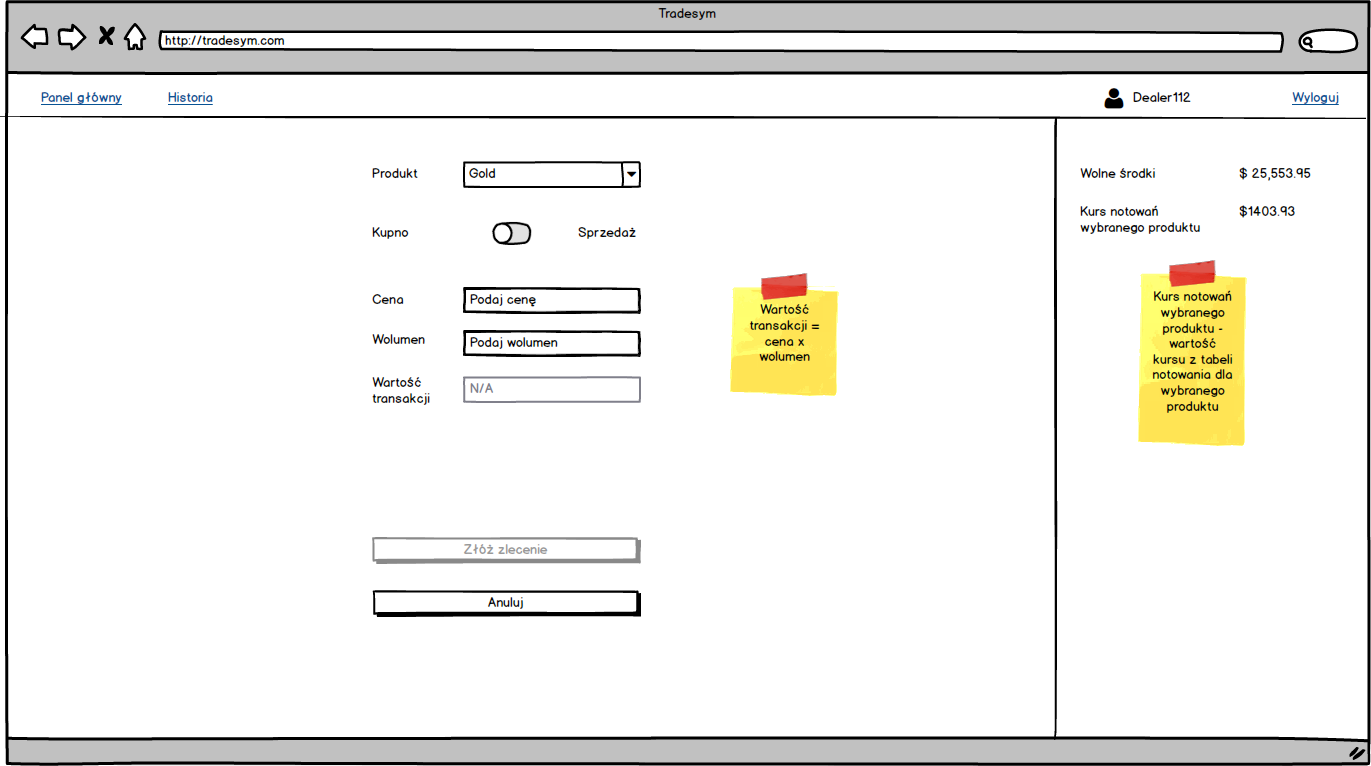 Tradesym
http://tradesym.com
Panel główny
Historia
Dealer112
Wyloguj
Produkt
Gold
Kupno
Sprzedaż
Cena
Podaj cenę
Wolumen
Podaj wolumen
Wartość
transakcji
N/A
Złóż zlecenie
Anuluj
Wartość
transakcji =
cena x
wolumen
Wolne środki
$ 25,553.95
Kurs notowań
wybranego produktu
$1403.93
Kurs notowań
wybranego
produktu -
wartość
kursu z tabeli
notowania dla
wybranego
produktu